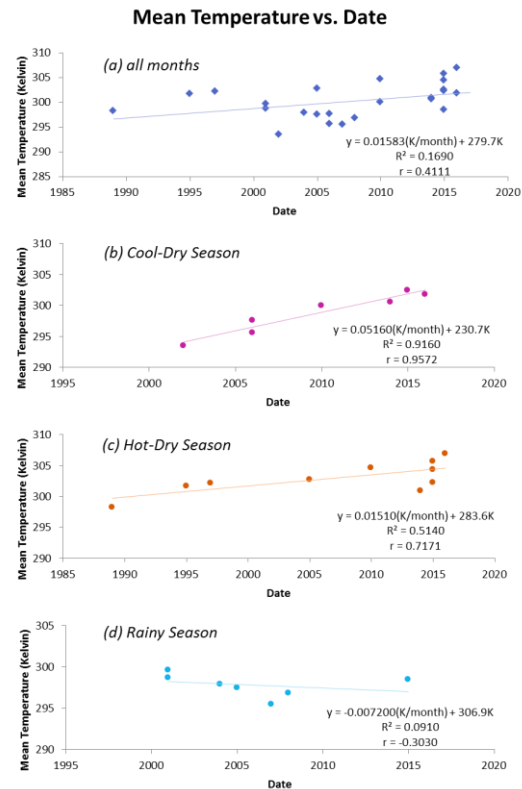 Mean Temperature vs. Date
(a) all months
Mean Temperature (Kelvin)
310
305
300
295
290
285
y = 0.01583(K/month) + 279.7K
R² = 0.1690
r = 0.4111
1985 1990 1995 2000 2005 2010 2015 2020
Date
(b) Cool-Dry Season
Mean Temperature (Kelvin)
310
305
300
295
290
y = 0.05160(K/month) + 230.7K
R² = 0.9160
r = 0.9572
1995 2000 2005 2010 2015 2020
Date
(c) Hot-Dry Season
Mean Temperature (Kelvin)
310
305
300
295
290
y = 0.01510(K/month) + 283.6K
R² = 0.5140
r = 0.7171
1985 1990 1995 2000 2005 2010 2015 2020
Date
(d) Rainy Season
Mean Temperature (Kelvin)
305
300
295
290
y = -0.007200(K/month) + 306.9K
R² = 0.0910
r = -0.3030
1995 2000 2005 2010 2015 2020
Date